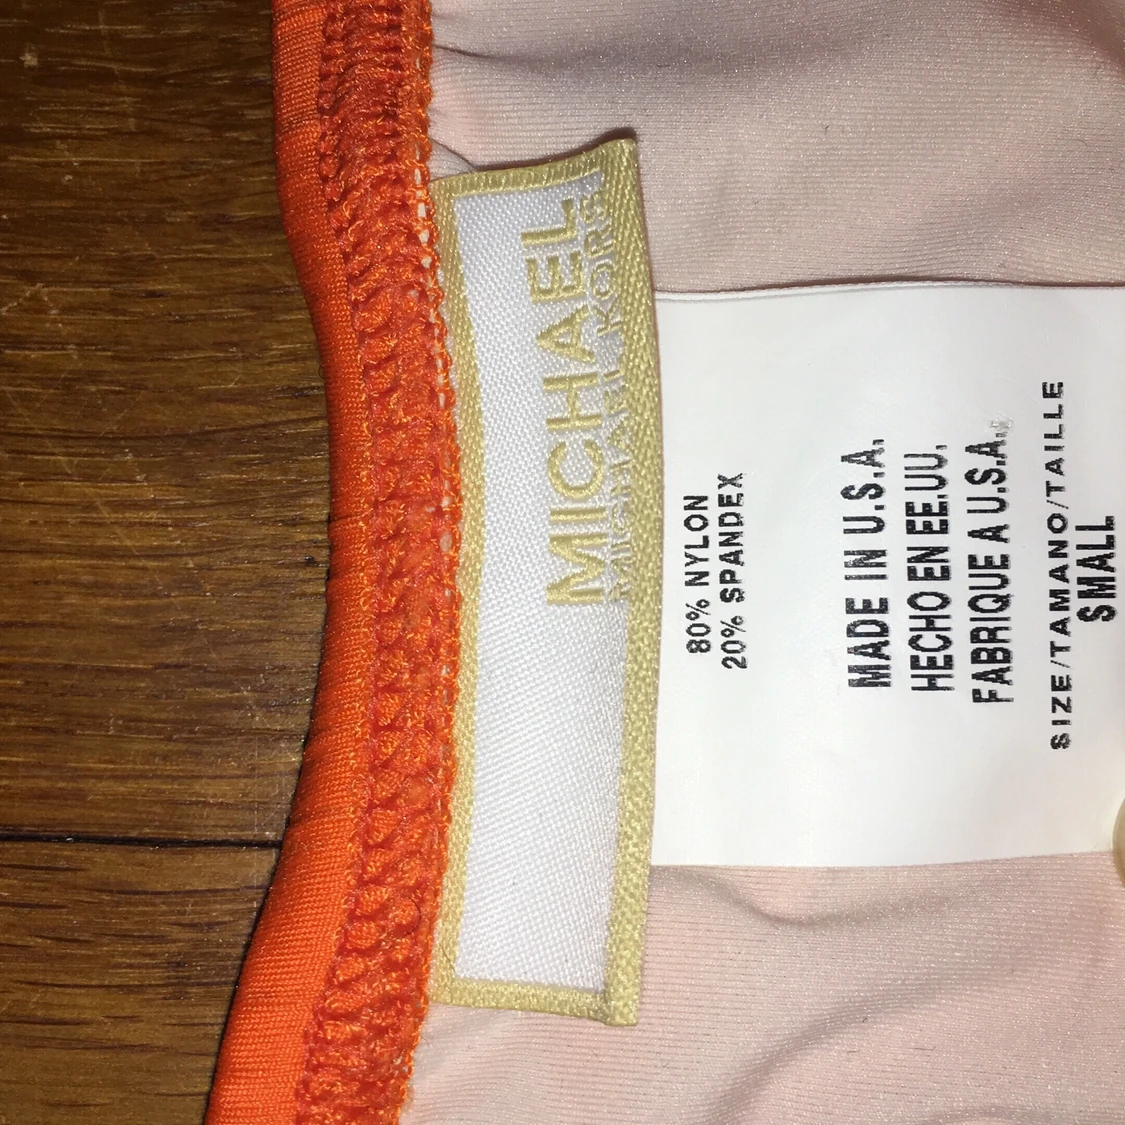 MICHAEL
MICHAEL KORS
80% NYLON
20% SPANDEX
MADE IN U.S.A.
HECHO EN EE.UU.
FABRIQUE A U.S.A.
SIZE/TAMANO/TAILLE
SMALL